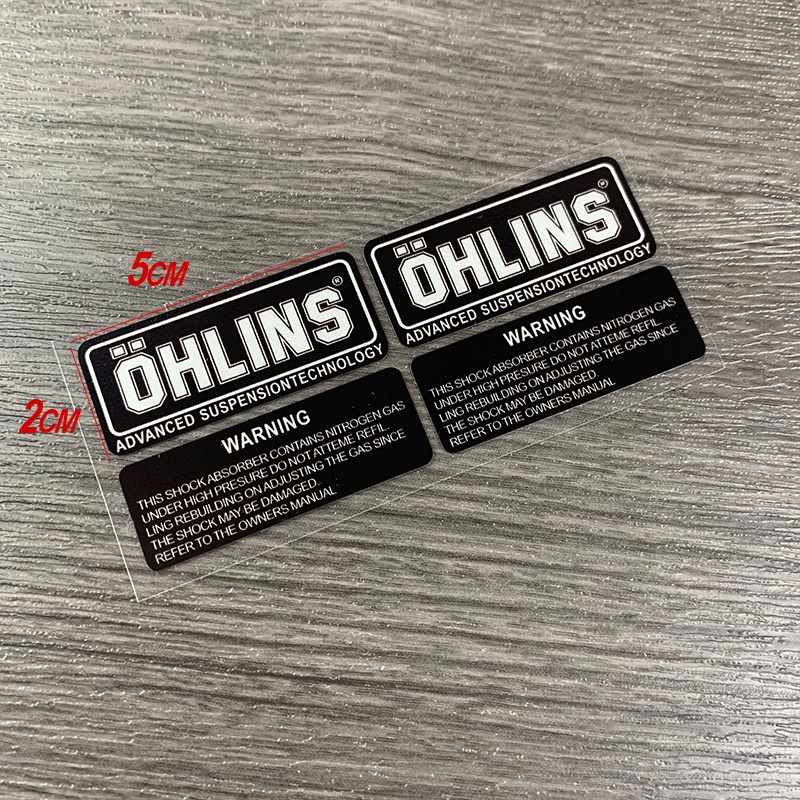 5CM
2CM
ÖHLINS®
ADVANCED SUSPENSIONTECHNOLOGY
WARNING
THIS SHOCK ABSORBER CONTAINS NITROGEN GAS
UNDER HIGH PRESURE DO NOT ATTEME REFIL.
LING REBUILDING ON ADJUSTING THE GAS SINCE
THE SHOCK MAY BE DAMAGED.
REFER TO THE OWNERS MANUAL
ÖHLINS®
ADVANCED SUSPENSIONTECHNOLOGY
WARNING
THIS SHOCK ABSORBER CONTAINS NITROGEN GAS
UNDER HIGH PRESURE DO NOT ATTEME REFIL.
LING REBUILDING ON ADJUSTING THE GAS SINCE
THE SHOCK MAY BE DAMAGED.
REFER TO THE OWNERS MANUAL